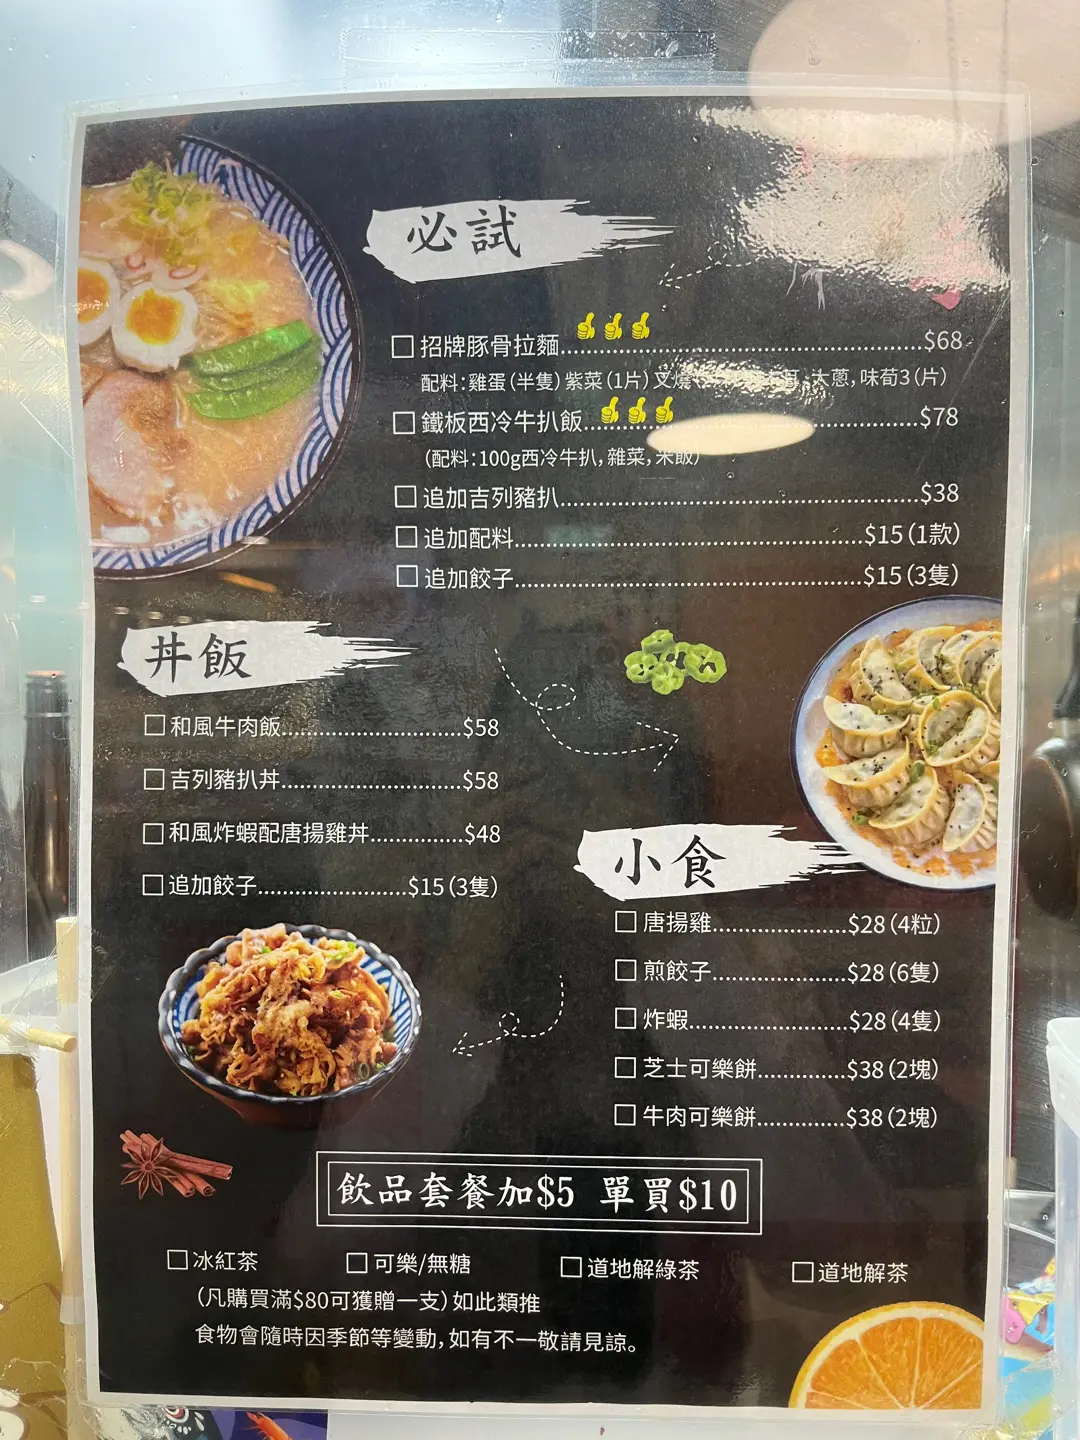 必試
招牌豚骨拉麵 $68
配料：雞蛋（半隻）紫菜（1片）叉燒 大蔥，味荀3（片）
鐵板西冷牛扒飯 $78
（配料：100g西冷牛扒，雜菜，米飯）
追加吉列豬扒 $38
追加配料 $15（1款）
追加餃子 $15（3隻）
丼飯
和風牛肉飯 $58
吉列豬扒丼 $58
和風炸蝦配唐揚雞丼 $48
追加餃子 $15（3隻）
小食
唐揚雞 $28（4粒）
煎餃子 $28（6隻）
炸蝦 $28（4隻）
芝士可樂餅 $38（2塊）
牛肉可樂餅 $38（2塊）
飲品套餐加$5 單買$10
冰紅茶 可樂/無糖 道地解綠茶 道地解茶
（凡購買滿$80可獲贈一支）如此類推
食物會隨時因季節等變動，如有不一敬請見諒。